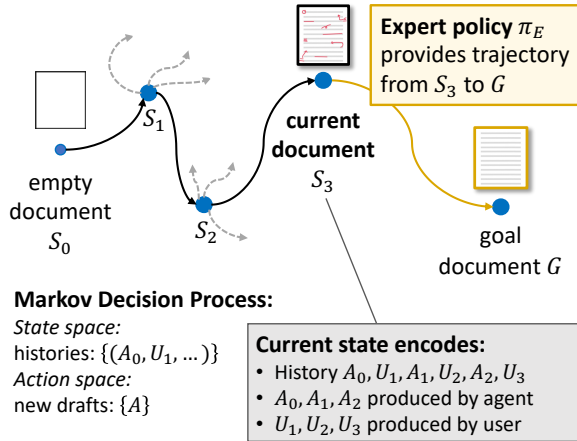 Expert policy π_E
provides trajectory
from S₃ to G
S₁
current
document
S₃
empty
document
S₀
S₂
goal
document G
Markov Decision Process:
State space:
histories: {(A₀, U₁, … )}
Action space:
new drafts: {A}
Current state encodes:
• History A₀, U₁, A₁, U₂, A₂, U₃
• A₀, A₁, A₂ produced by agent
• U₁, U₂, U₃ produced by user